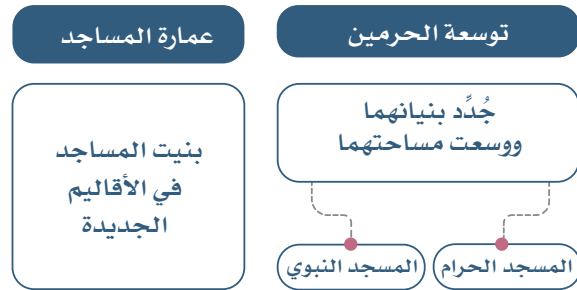 توسعة الحرمين
جُدِّد بنيانهما
ووسعت مساحتهما
المسجد الحرام
المسجد النبوي
عمارة المساجد
بنيت المساجد
في الأقاليم
الجديدة